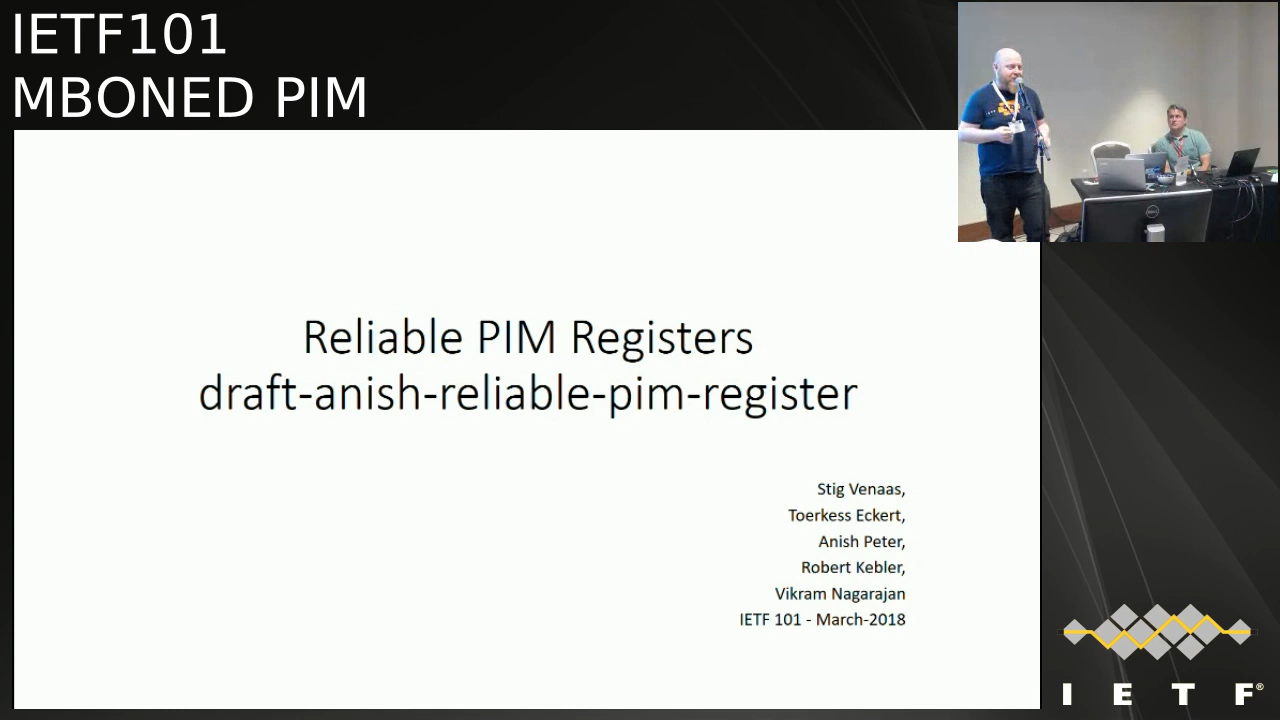 IETF101
MBONED PIM
Reliable PIM Registers
draft-anish-reliable-pim-register
Stig Venaas,
Toerkess Eckert,
Anish Peter,
Robert Kebler,
Vikram Nagarajan
IETF 101 - March-2018
DELL
I E T F®